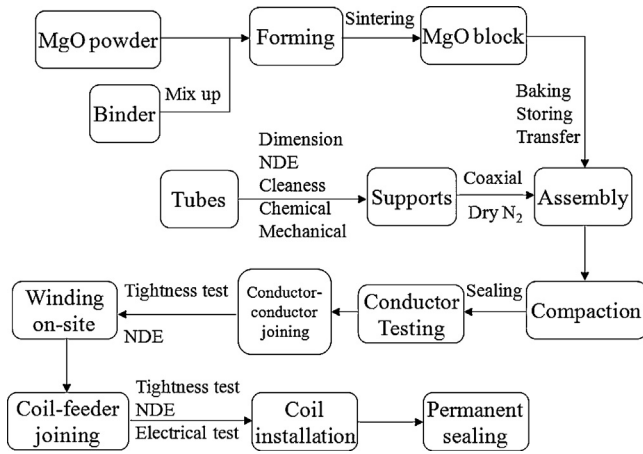 MgO powder
Forming
Sintering
MgO block
Mix up
Binder
Baking
Storing
Transfer
Tubes
Dimension
NDE
Cleaness
Chemical
Mechanical
Supports
Coaxial
Dry N₂
Assembly
Winding
on-site
Tightness test
NDE
Conductor-
conductor
joining
Conductor
Testing
Sealing
Compaction
Coil-feeder
joining
Tightness test
NDE
Electrical test
Coil
installation
Permanent
sealing